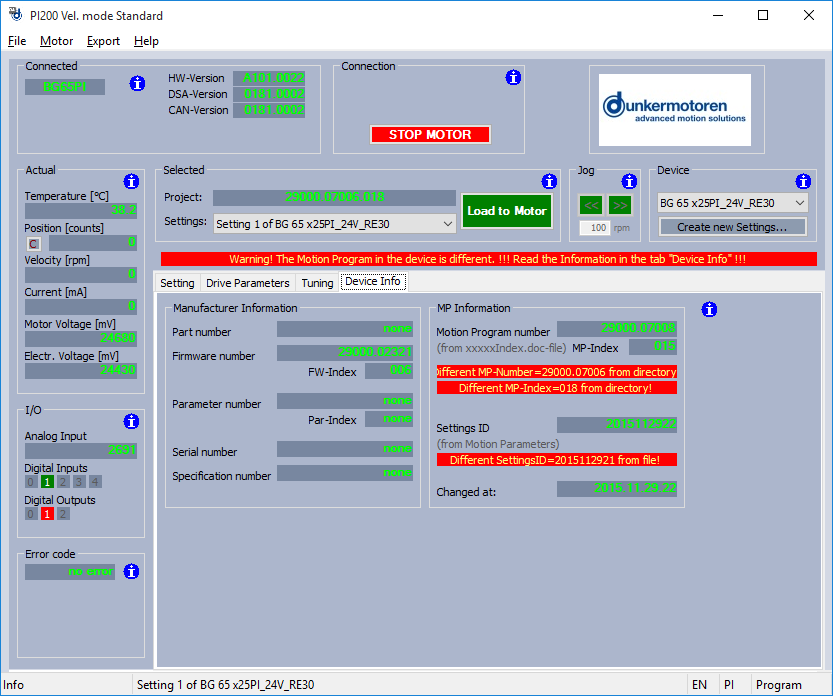 PI200 Vel. mode Standard
File Motor Export Help
Connected
BG65PI
HW-Version A101.0022
DSA-Version 0181.0002
CAN-Version 0181.0002
Connection
STOP MOTOR
dunkermotoren
advanced motion solutions
Actual
Temperature [°C]
38,2
Position [counts]
C 0
Velocity [rpm]
0
Current [mA]
0
Motor Voltage [mV]
24680
Electr. Voltage [mV]
24430
Selected
Project: 29000.07006.018
Settings: Setting 1 of BG 65 x25PI_24V_RE30
Load to Motor
Jog
<< >>
100 rpm
Device
BG 65 x25PI_24V_RE30
Create new Settings...
Warning! The Motion Program in the device is different. !!! Read the Information in the tab "Device Info" !!!
Setting Drive Parameters Tuning Device Info
Manufacturer Information
Part number none
Firmware number 29000.02321
FW-Index 006
Parameter number none
Par-Index none
Serial number none
Specification number none
MP Information
Motion Program number 29000.07008
(from xxxxxIndex.doc-file) MP-Index 015
ifferent MP-Number=29000.07006 from directory
Different MP-Index=018 from directory!
Settings ID 2015112922
(from Motion Parameters)
Different SettingsID=2015112921 from file!
Changed at: 2015.11.29.22
I/O
Analog Input
2691
Digital Inputs
0 1 2 3 4
Digital Outputs
0 1 2
Error code
no error
Info Setting 1 of BG 65 x25PI_24V_RE30 EN PI Program